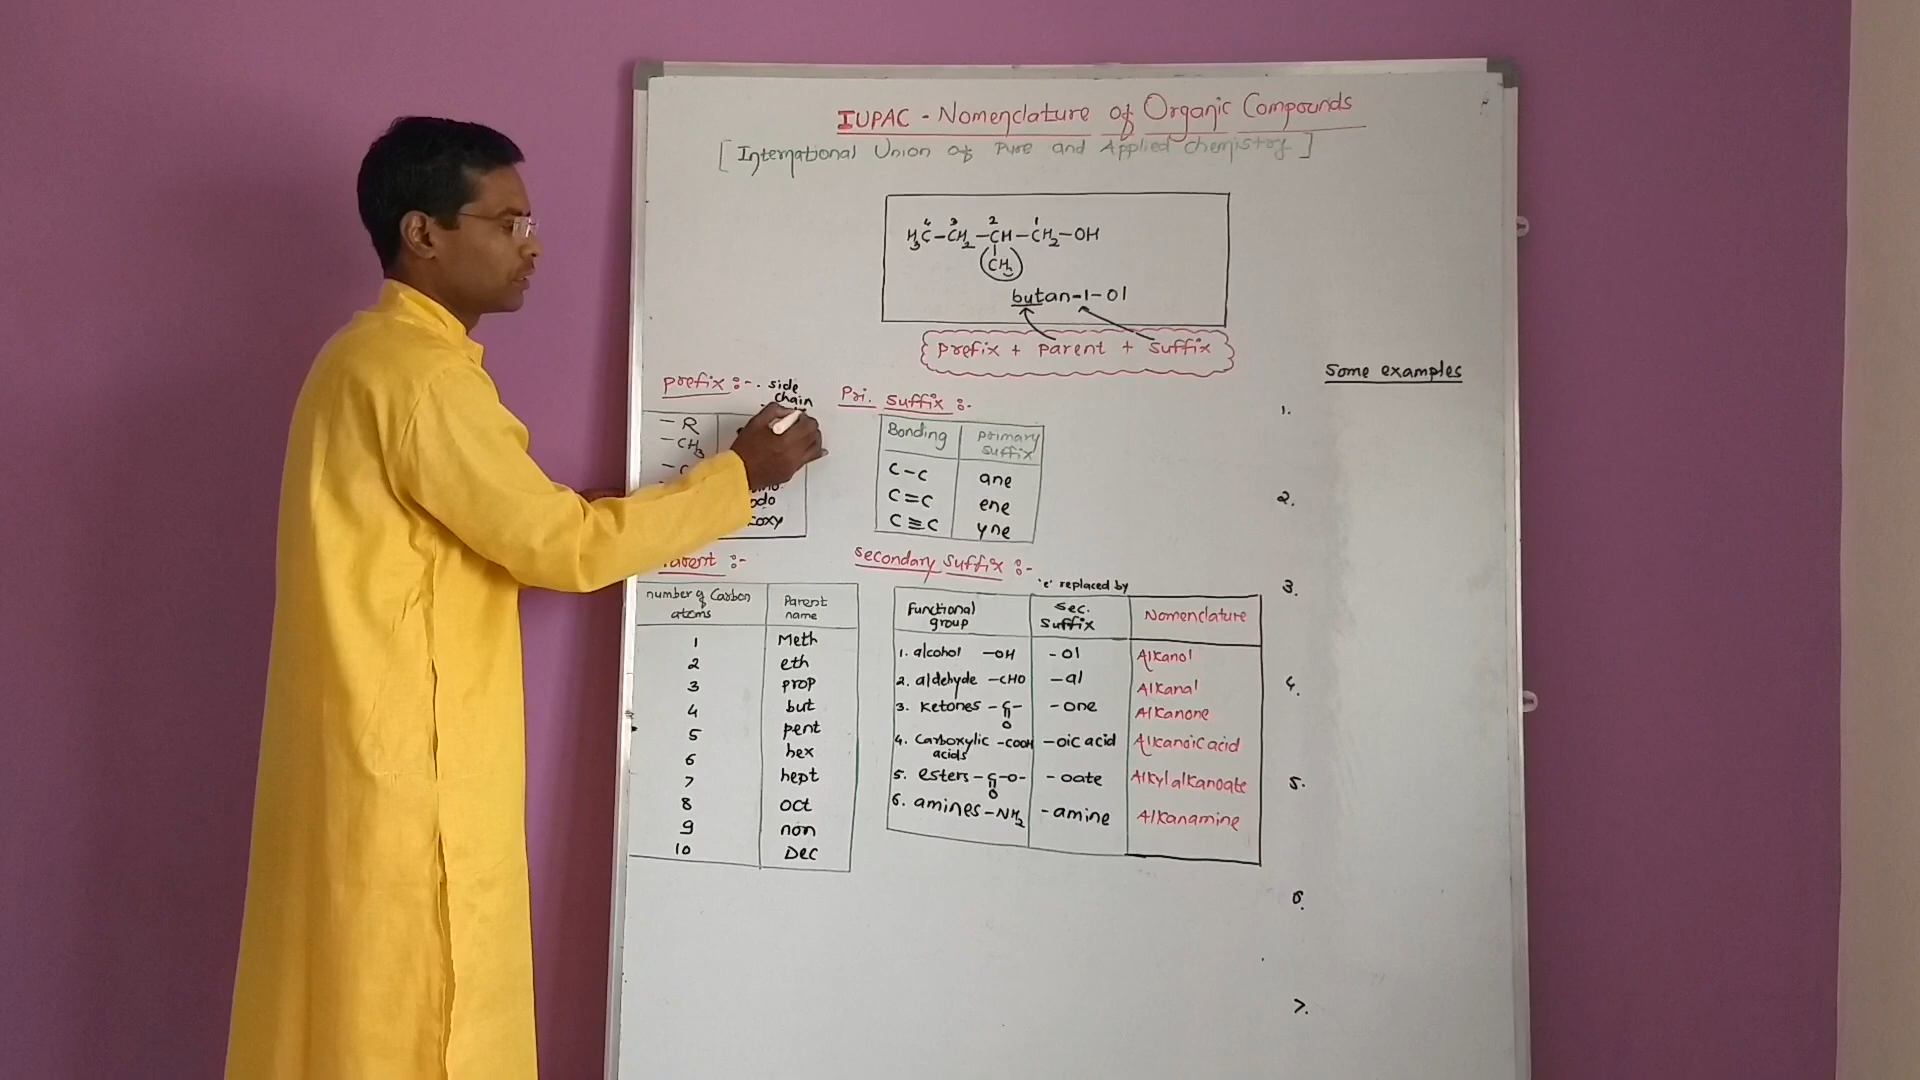 IUPAC - Nomenclature of Organic Compounds
[International Union of Pure and Applied chemistry]
4 3 2 1
H3C-CH2-CH-CH2-OH
CH3
butan-1-ol
prefix + parent + suffix
Some examples
1.
2.
3.
4.
5.
6.
7.
prefix :- . side
chain
- R
- CH3
- C
odo
oxy
Pri. suffix :-
Bonding primary suffix
C-C ane
C=C ene
C≡C yne
Parent :-
number of Carbon atoms Parent name
1 Meth
2 eth
3 prop
4 but
5 pent
6 hex
7 hept
8 oct
9 non
10 Dec
Secondary suffix :-
'e' replaced by
Functional group Sec. Suffix Nomenclature
1. alcohol -OH -ol Alkanol
2. aldehyde -CHO -al Alkanal
3. Ketones -C- -one Alkanone
O
4. Carboxylic -COOH -oic acid Alkanoic acid
acids
5. esters -C-O- -oate Alkylalkanoate
O
6. amines -NH2 -amine Alkanamine